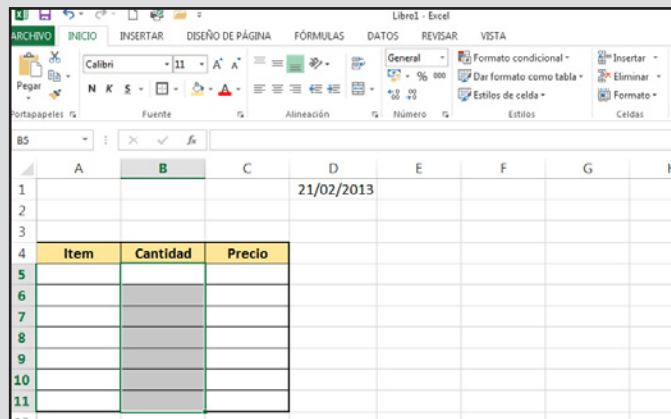 Libro1 - Excel
ARCHIVO INICIO INSERTAR DISEÑO DE PÁGINA FÓRMULAS DATOS REVISAR VISTA
Pegar
Calibri 11 A A
N K S A
General
% 000
Formato condicional
Dar formato como tabla
Estilos de celda
Insertar
Eliminar
Formato
Portapapeles Fuente Alineación Número Estilos Celdas
B5 fx
A B C D E F G
1 21/02/2013
2
3
4 Item Cantidad Precio
5
6
7
8
9
10
11